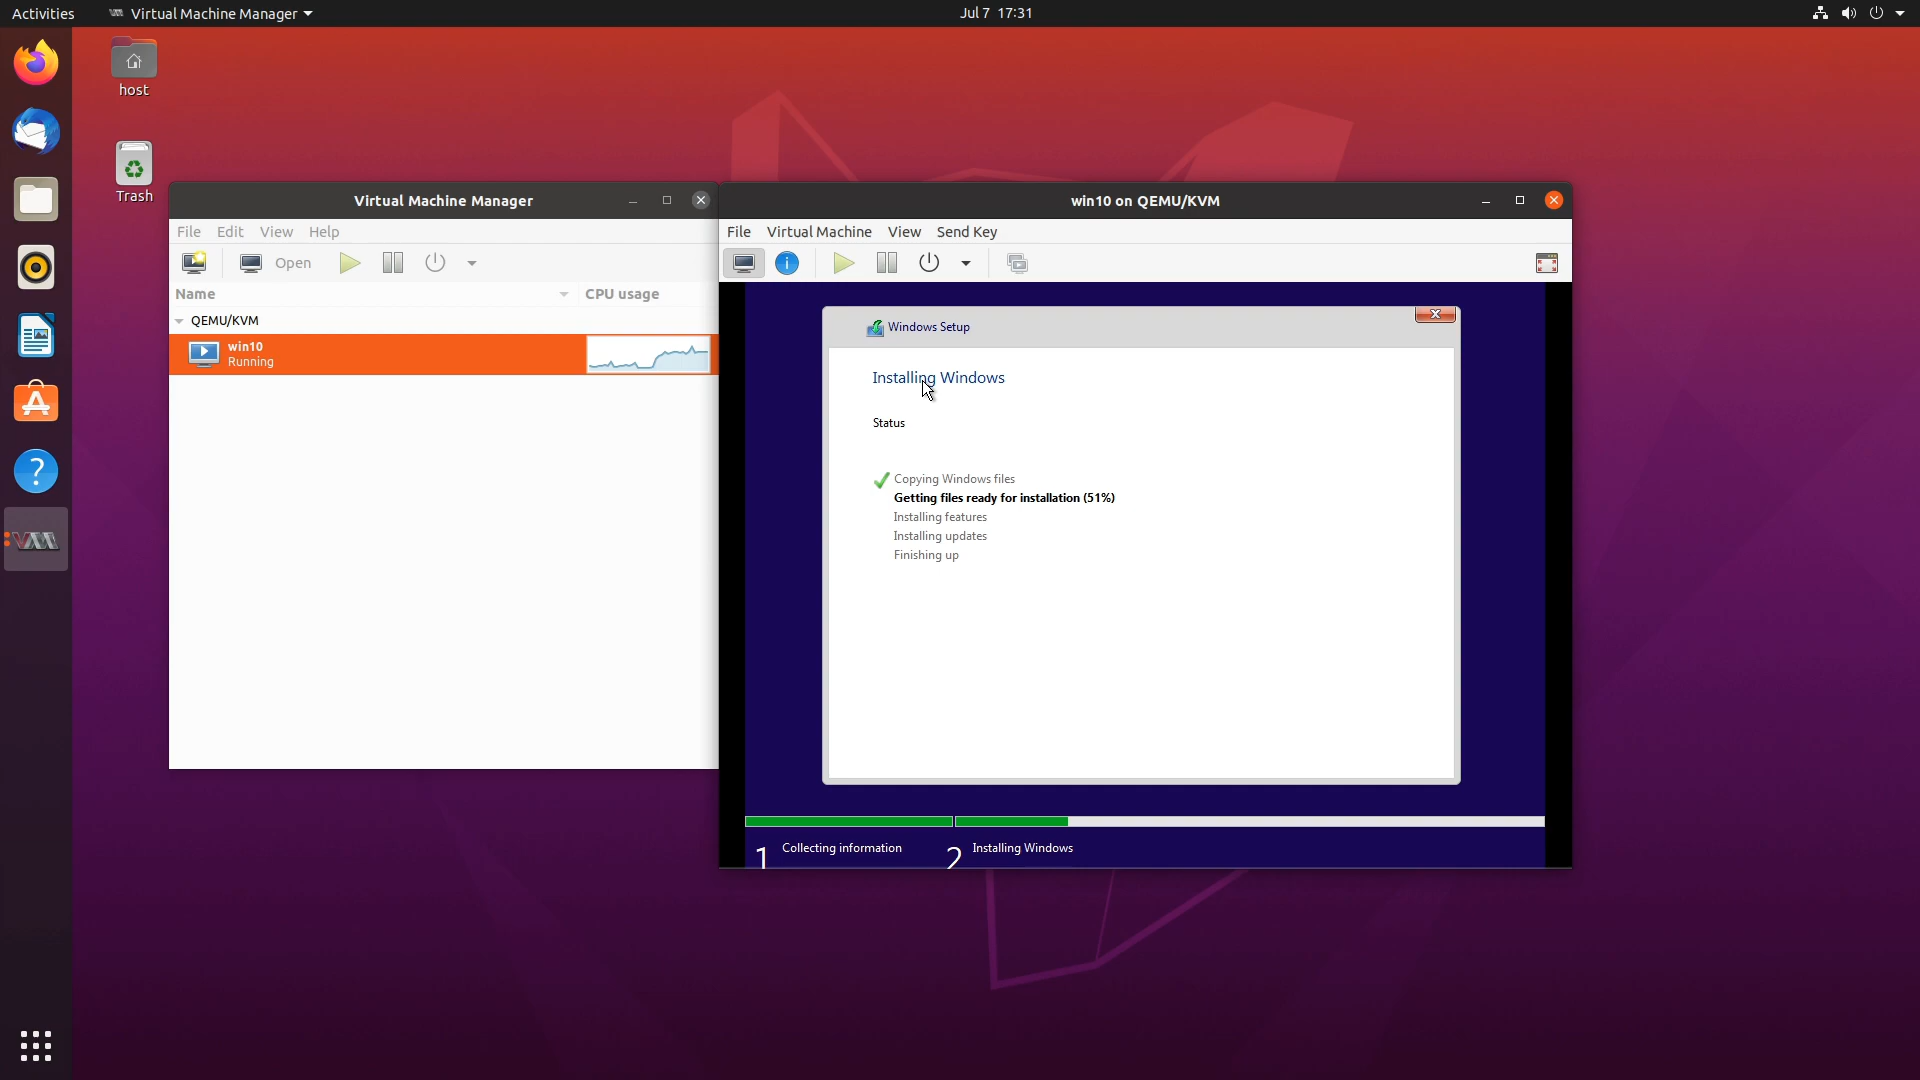 Activities
Virtual Machine Manager
Jul 7 17:31
host
Trash
Virtual Machine Manager
File Edit View Help
Open
Name CPU usage
QEMU/KVM
win10
Running
win10 on QEMU/KVM
File Virtual Machine View Send Key
Windows Setup
Installing Windows
Status
Copying Windows files
Getting files ready for installation (51%)
Installing features
Installing updates
Finishing up
1 Collecting information
2 Installing Windows